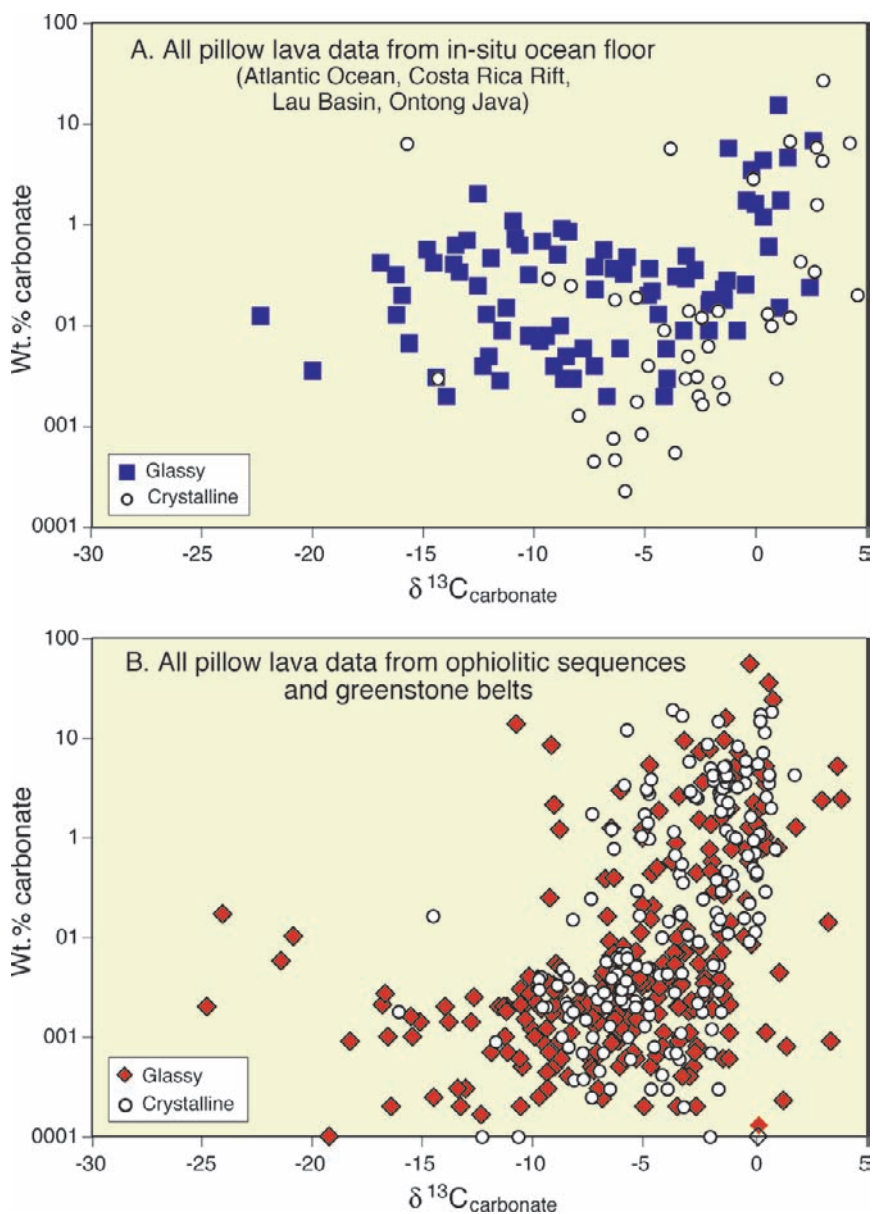 A. All pillow lava data from in-situ ocean floor
(Atlantic Ocean, Costa Rica Rift,
Lau Basin, Ontong Java)
100
10
1
01
001
0001
Wt.% carbonate
Glassy
Crystalline
-30 -25 -20 -15 -10 -5 0 5
δ 13Ccarbonate
B. All pillow lava data from ophiolitic sequences
and greenstone belts
100
10
1
01
001
0001
Wt.% carbonate
Glassy
Crystalline
-30 -25 -20 -15 -10 -5 0 5
δ 13Ccarbonate